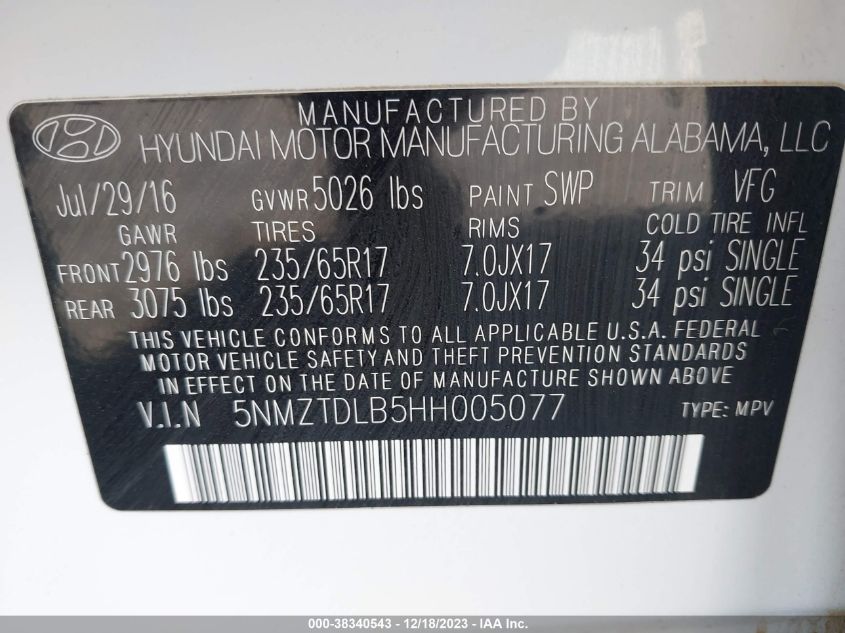 MANUFACTURED BY
HYUNDAI MOTOR MANUFACTURING ALABAMA, LLC
Jul/29/16 GVWR 5026 lbs PAINT SWP TRIM VFG
GAWR TIRES RIMS COLD TIRE INFL
FRONT 2976 lbs 235/65R17 7.0JX17 34 psi SINGLE
REAR 3075 lbs 235/65R17 7.0JX17 34 psi SINGLE
THIS VEHICLE CONFORMS TO ALL APPLICABLE U.S.A. FEDERAL
MOTOR VEHICLE SAFETY AND THEFT PREVENTION STANDARDS
IN EFFECT ON THE DATE OF MANUFACTURE SHOWN ABOVE
V.I.N 5NMZTDLB5HH005077 TYPE: MPV
000-38340543 - 12/18/2023 - IAA Inc.